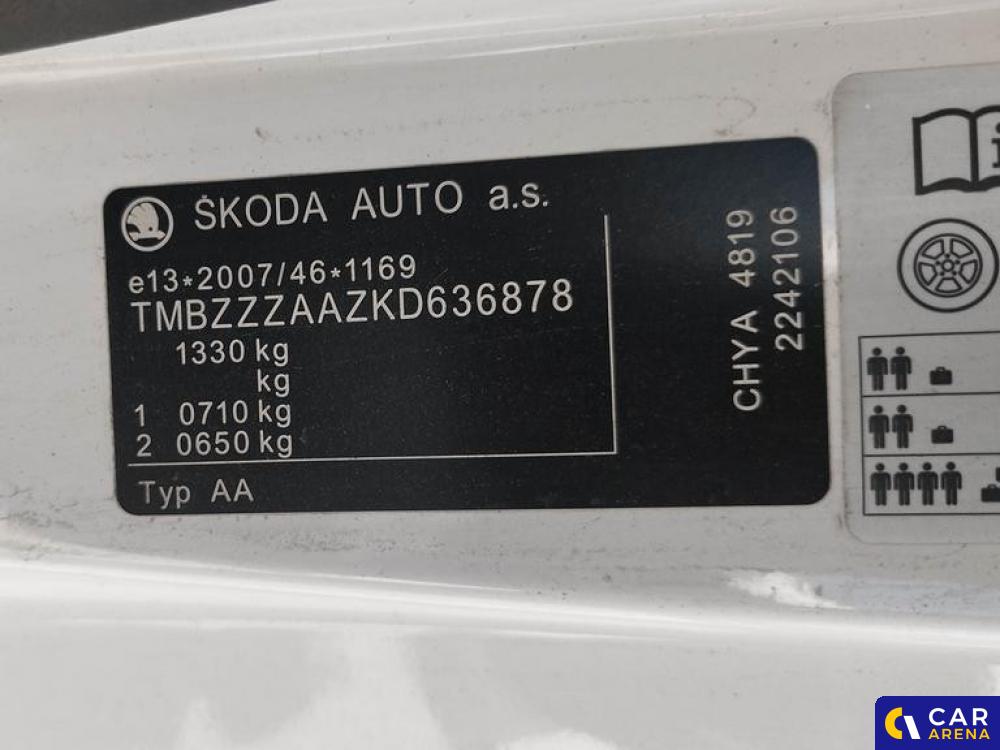 ŠKODA AUTO a.s.
e13*2007/46*1169
TMBZZZAAZKD636878
1330 kg
kg
1 0710 kg
2 0650 kg
Typ AA
CHYA 4819
2242106
i
CAR
ARENA